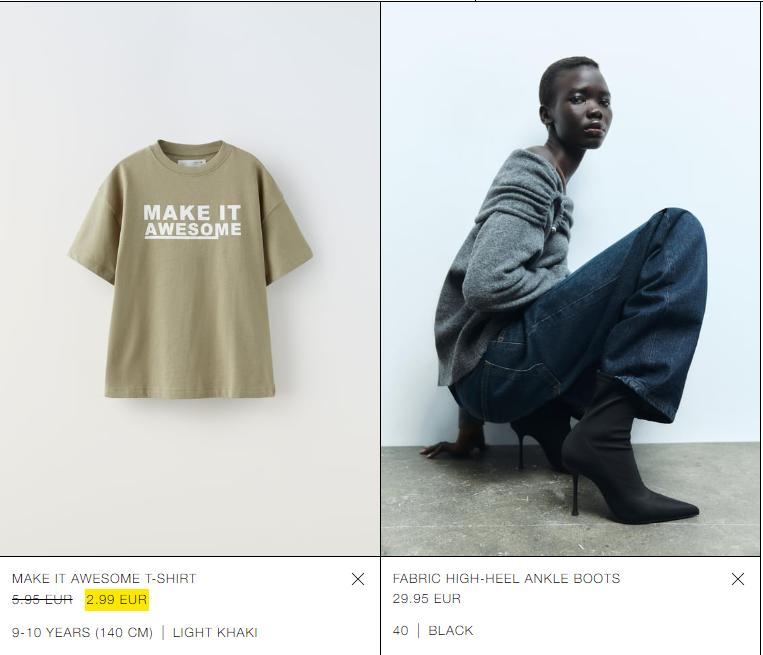 MAKE IT
AWESOME
MAKE IT AWESOME T-SHIRT
5.95 EUR 2.99 EUR
9-10 YEARS (140 CM) | LIGHT KHAKI
FABRIC HIGH-HEEL ANKLE BOOTS
29.95 EUR
40 | BLACK